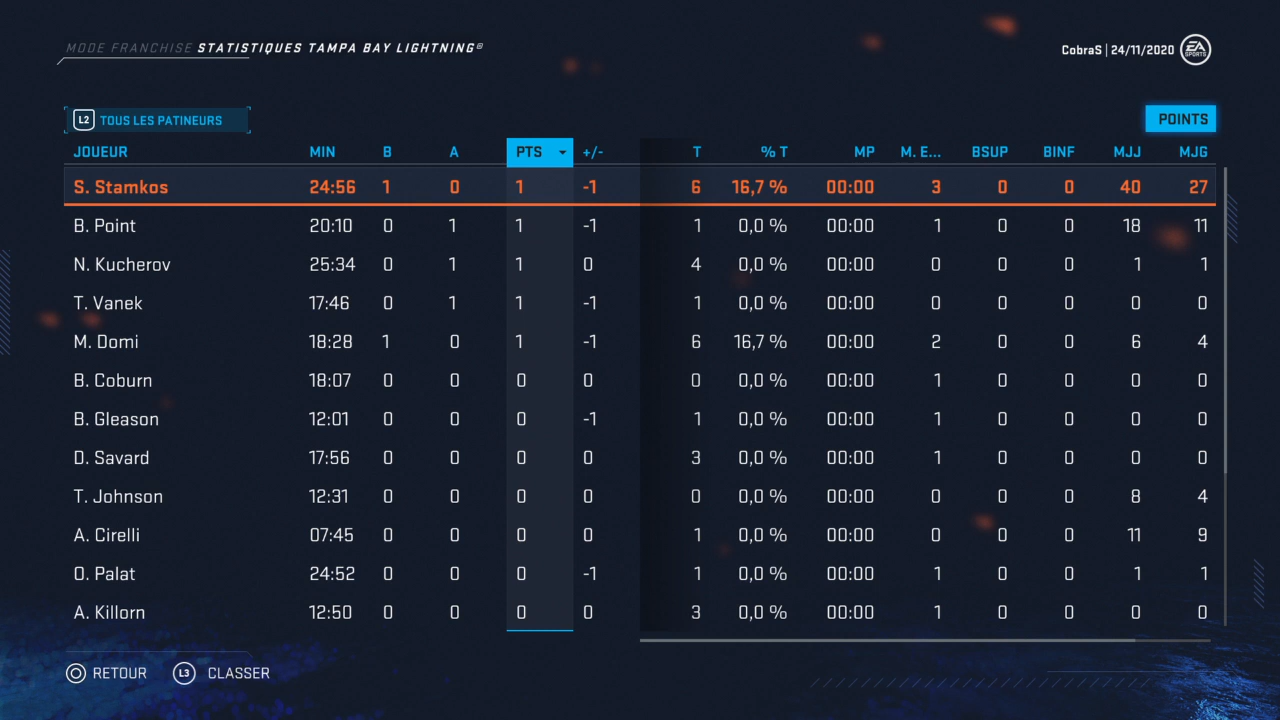 MODE FRANCHISE STATISTIQUES TAMPA BAY LIGHTNING®
CobraS | 24/11/2020 EA SPORTS
L2 TOUS LES PATINEURS
POINTS
JOUEUR MIN B A PTS +/- T % T MP M. E... BSUP BINF MJJ MJG
S. Stamkos 24:56 1 0 1 -1 6 16,7 % 00:00 3 0 0 40 27
B. Point 20:10 0 1 1 -1 1 0,0 % 00:00 1 0 0 18 11
N. Kucherov 25:34 0 1 1 0 4 0,0 % 00:00 0 0 0 1 1
T. Vanek 17:46 0 1 1 -1 1 0,0 % 00:00 0 0 0 0 0
M. Domi 18:28 1 0 1 -1 6 16,7 % 00:00 2 0 0 6 4
B. Coburn 18:07 0 0 0 0 0 0,0 % 00:00 1 0 0 0 0
B. Gleason 12:01 0 0 0 -1 1 0,0 % 00:00 1 0 0 0 0
D. Savard 17:56 0 0 0 0 3 0,0 % 00:00 1 0 0 0 0
T. Johnson 12:31 0 0 0 0 0 0,0 % 00:00 0 0 0 8 4
A. Cirelli 07:45 0 0 0 0 1 0,0 % 00:00 0 0 0 11 9
O. Palat 24:52 0 0 0 -1 1 0,0 % 00:00 1 0 0 1 1
A. Killorn 12:50 0 0 0 0 3 0,0 % 00:00 1 0 0 0 0
RETOUR L3 CLASSER